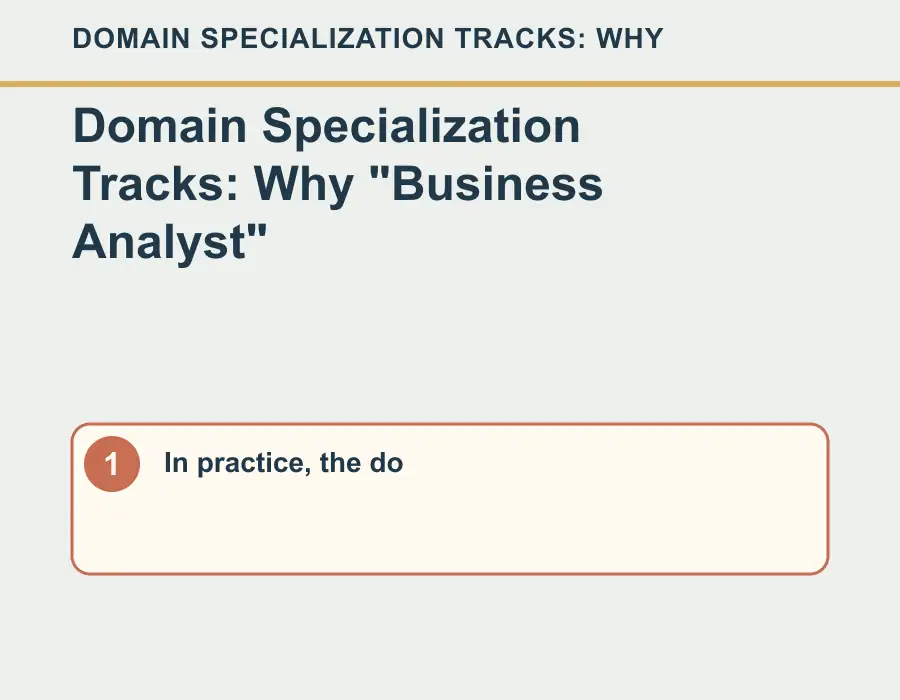 DOMAIN SPECIALIZATION TRACKS: WHY
Domain Specialization
Tracks: Why "Business
Analyst"
1 In practice, the do